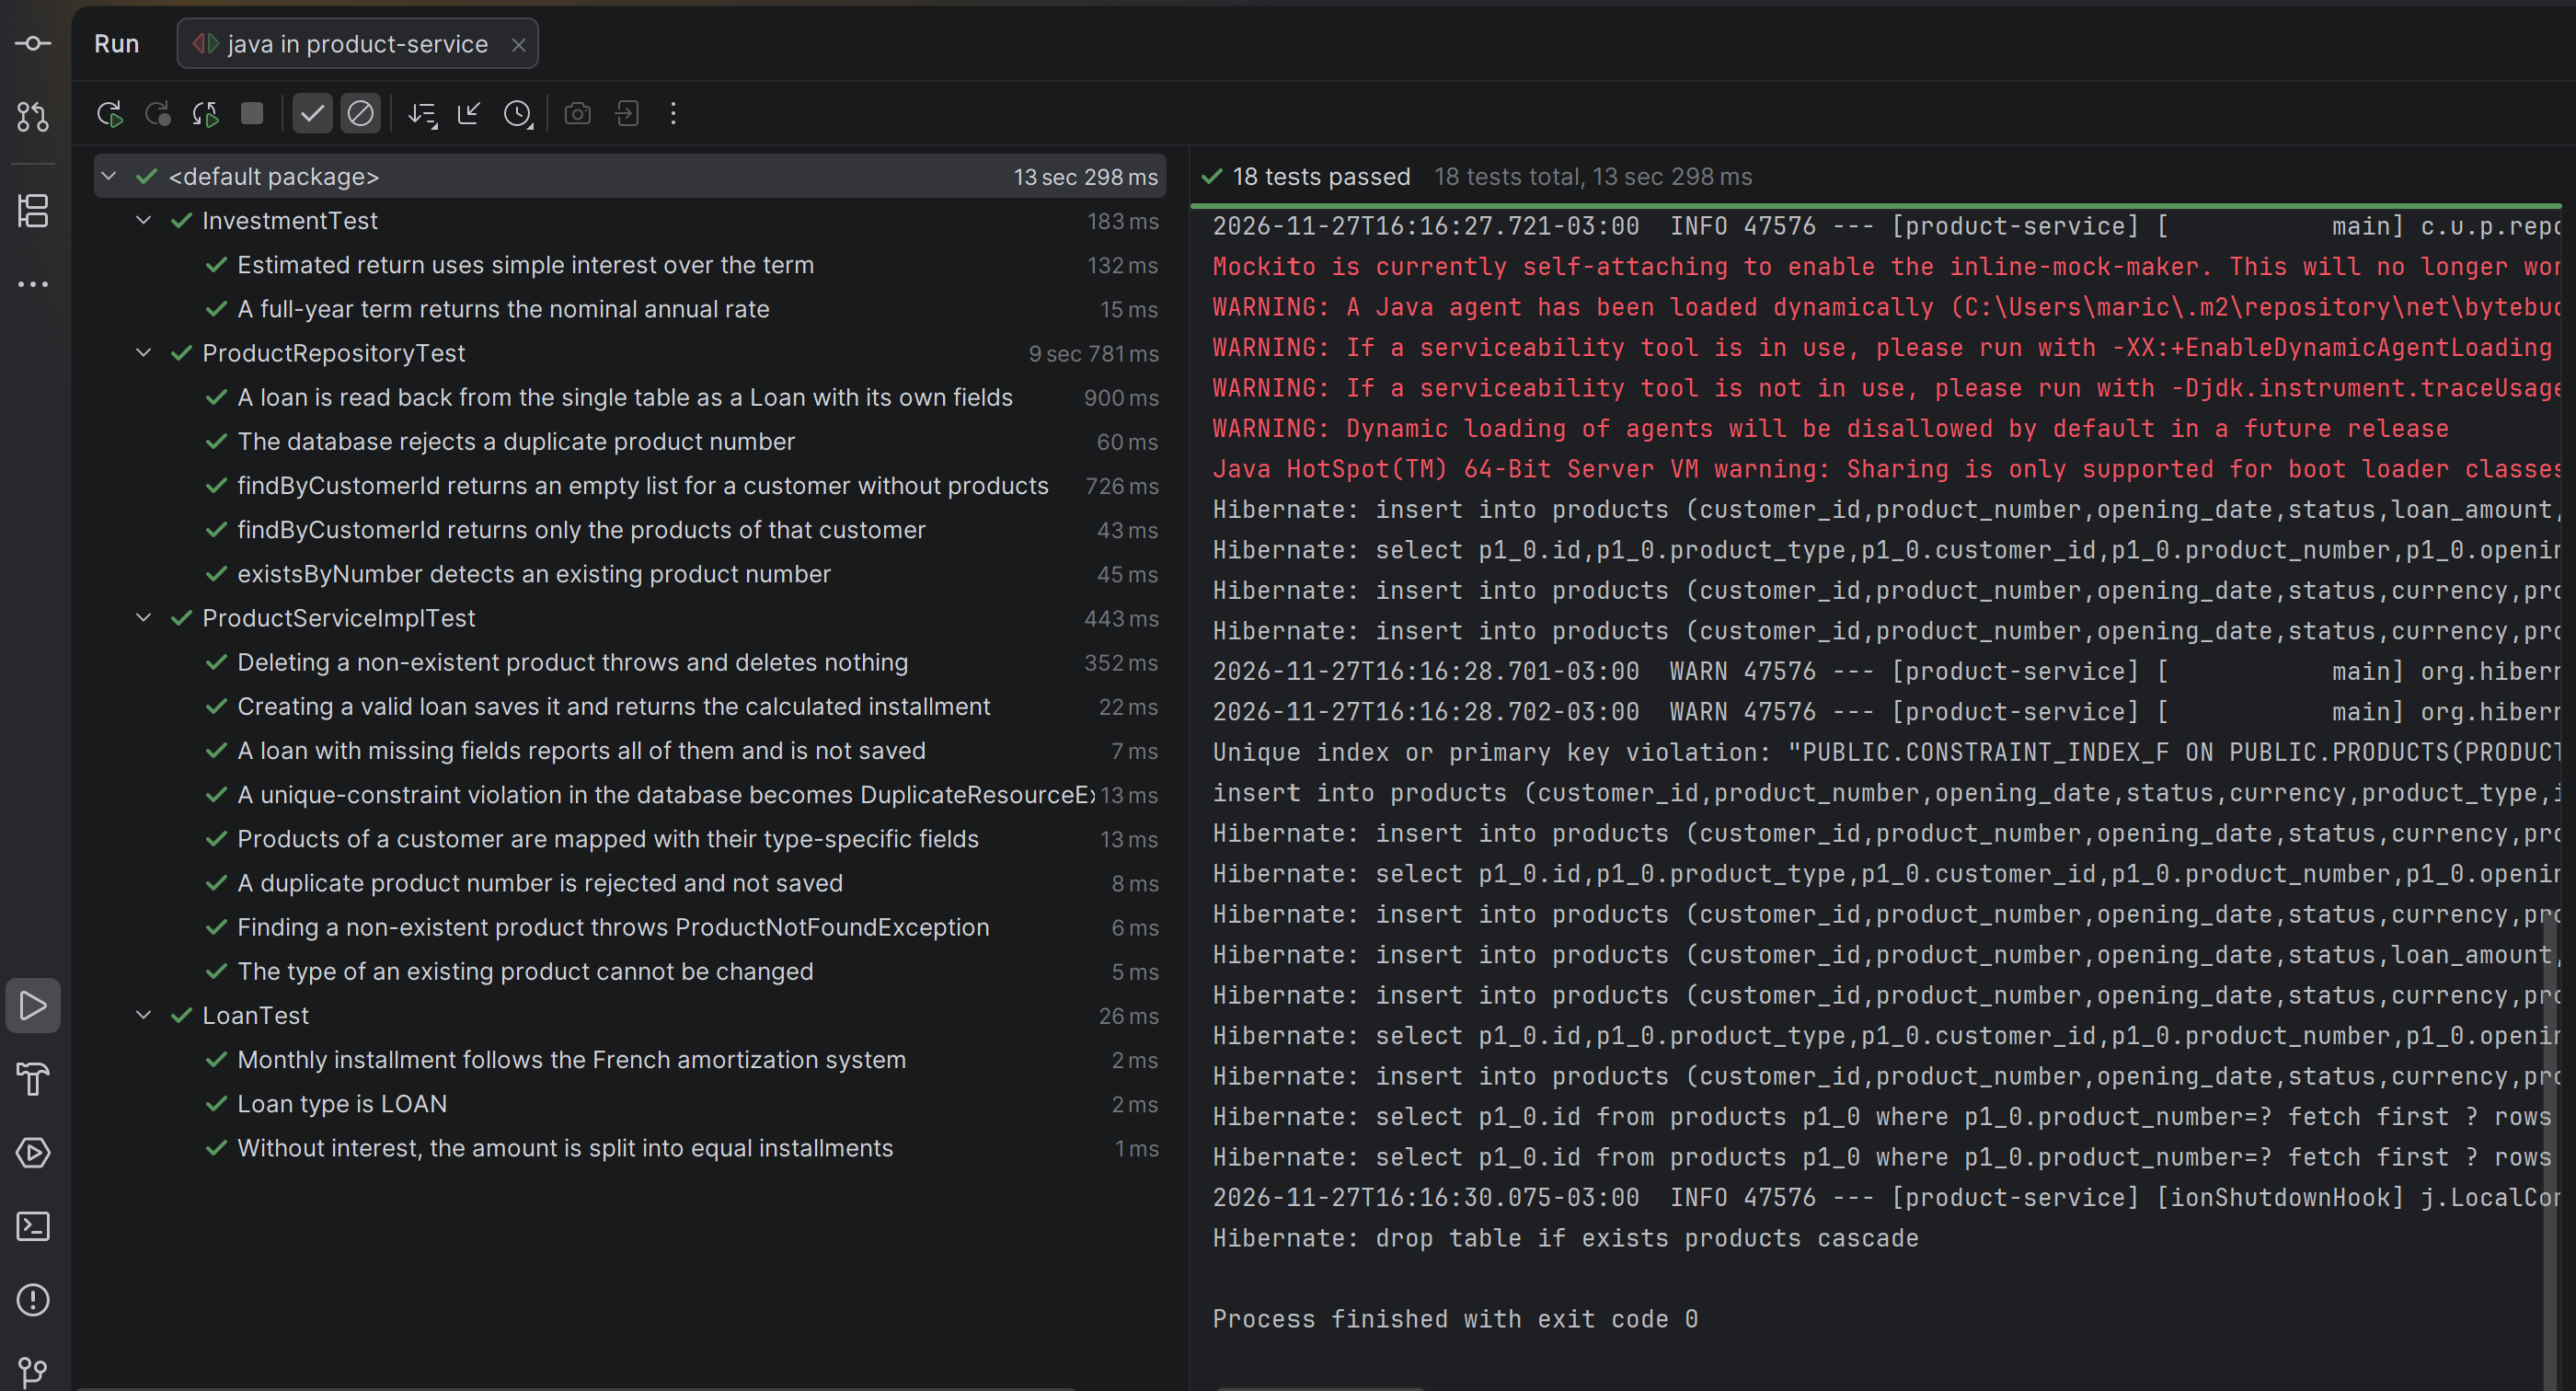 Run
java in product-service
<default package> 13 sec 298 ms
InvestmentTest 183 ms
Estimated return uses simple interest over the term 132 ms
A full-year term returns the nominal annual rate 15 ms
ProductRepositoryTest 9 sec 781 ms
A loan is read back from the single table as a Loan with its own fields 900 ms
The database rejects a duplicate product number 60 ms
findByCustomerId returns an empty list for a customer without products 726 ms
findByCustomerId returns only the products of that customer 43 ms
existsByNumber detects an existing product number 45 ms
ProductServiceImplTest 443 ms
Deleting a non-existent product throws and deletes nothing 352 ms
Creating a valid loan saves it and returns the calculated installment 22 ms
A loan with missing fields reports all of them and is not saved 7 ms
A unique-constraint violation in the database becomes DuplicateResourceE 13 ms
Products of a customer are mapped with their type-specific fields 13 ms
A duplicate product number is rejected and not saved 8 ms
Finding a non-existent product throws ProductNotFoundException 6 ms
The type of an existing product cannot be changed 5 ms
LoanTest 26 ms
Monthly installment follows the French amortization system 2 ms
Loan type is LOAN 2 ms
Without interest, the amount is split into equal installments 1 ms
18 tests passed 18 tests total, 13 sec 298 ms
2026-11-27T16:16:27.721-03:00  INFO 47576 --- [product-service] [           main] c.u.p.repo
Mockito is currently self-attaching to enable the inline-mock-maker. This will no longer wor
WARNING: A Java agent has been loaded dynamically (C:\Users\maric\.m2\repository\net\bytebud
WARNING: If a serviceability tool is in use, please run with -XX:+EnableDynamicAgentLoading
WARNING: If a serviceability tool is not in use, please run with -Djdk.instrument.traceUsage
WARNING: Dynamic loading of agents will be disallowed by default in a future release
Java HotSpot(TM) 64-Bit Server VM warning: Sharing is only supported for boot loader classes
Hibernate: insert into products (customer_id,product_number,opening_date,status,loan_amount,
Hibernate: select p1_0.id,p1_0.product_type,p1_0.customer_id,p1_0.product_number,p1_0.openin
Hibernate: insert into products (customer_id,product_number,opening_date,status,currency,pro
Hibernate: insert into products (customer_id,product_number,opening_date,status,currency,pro
2026-11-27T16:16:28.701-03:00  WARN 47576 --- [product-service] [           main] org.hibern
2026-11-27T16:16:28.702-03:00  WARN 47576 --- [product-service] [           main] org.hibern
Unique index or primary key violation: "PUBLIC.CONSTRAINT_INDEX_F ON PUBLIC.PRODUCTS(PRODUCT
insert into products (customer_id,product_number,opening_date,status,currency,product_type,i
Hibernate: insert into products (customer_id,product_number,opening_date,status,currency,pro
Hibernate: select p1_0.id,p1_0.product_type,p1_0.customer_id,p1_0.product_number,p1_0.openin
Hibernate: insert into products (customer_id,product_number,opening_date,status,currency,pro
Hibernate: insert into products (customer_id,product_number,opening_date,status,loan_amount,
Hibernate: insert into products (customer_id,product_number,opening_date,status,currency,pro
Hibernate: select p1_0.id,p1_0.product_type,p1_0.customer_id,p1_0.product_number,p1_0.openin
Hibernate: insert into products (customer_id,product_number,opening_date,status,currency,pro
Hibernate: select p1_0.id from products p1_0 where p1_0.product_number=? fetch first ? rows
Hibernate: select p1_0.id from products p1_0 where p1_0.product_number=? fetch first ? rows
2026-11-27T16:16:30.075-03:00  INFO 47576 --- [product-service] [ionShutdownHook] j.LocalCon
Hibernate: drop table if exists products cascade
Process finished with exit code 0